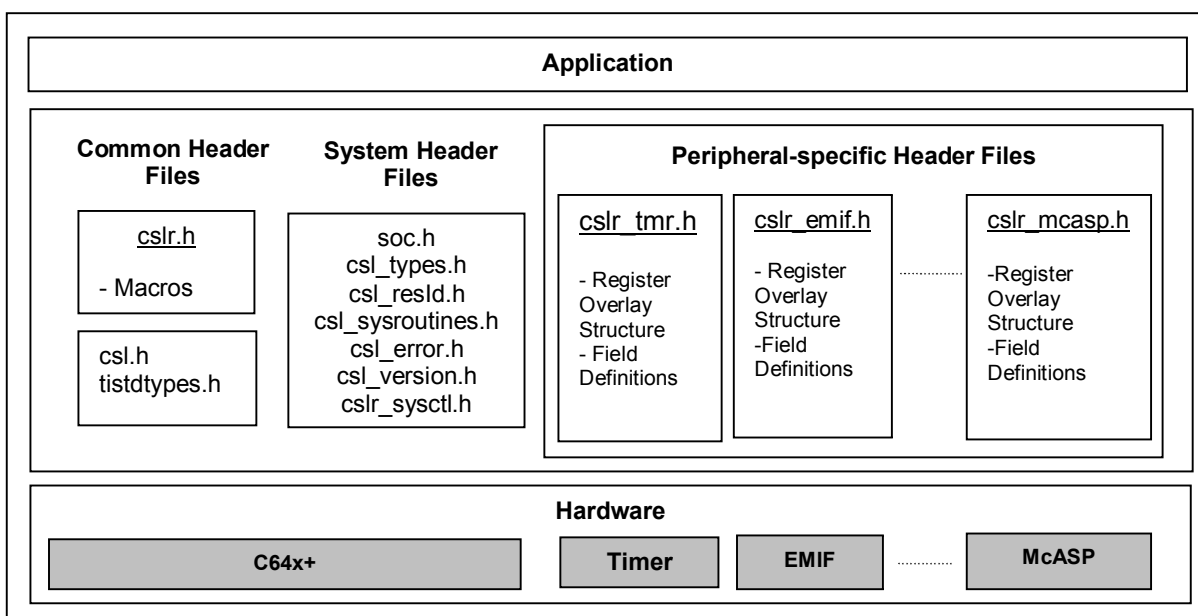 Application
Common Header
Files
cslr.h
- Macros
csl.h
tistdtypes.h
System Header
Files
soc.h
csl_types.h
csl_resId.h
csl_sysroutines.h
csl_error.h
csl_version.h
cslr_sysctl.h
Peripheral-specific Header Files
cslr_tmr.h
- Register
Overlay
Structure
- Field
Definitions
cslr_emif.h
- Register
Overlay
Structure
-Field
Definitions
cslr_mcasp.h
-Register
Overlay
Structure
-Field
Definitions
Hardware
C64x+
Timer
EMIF
McASP